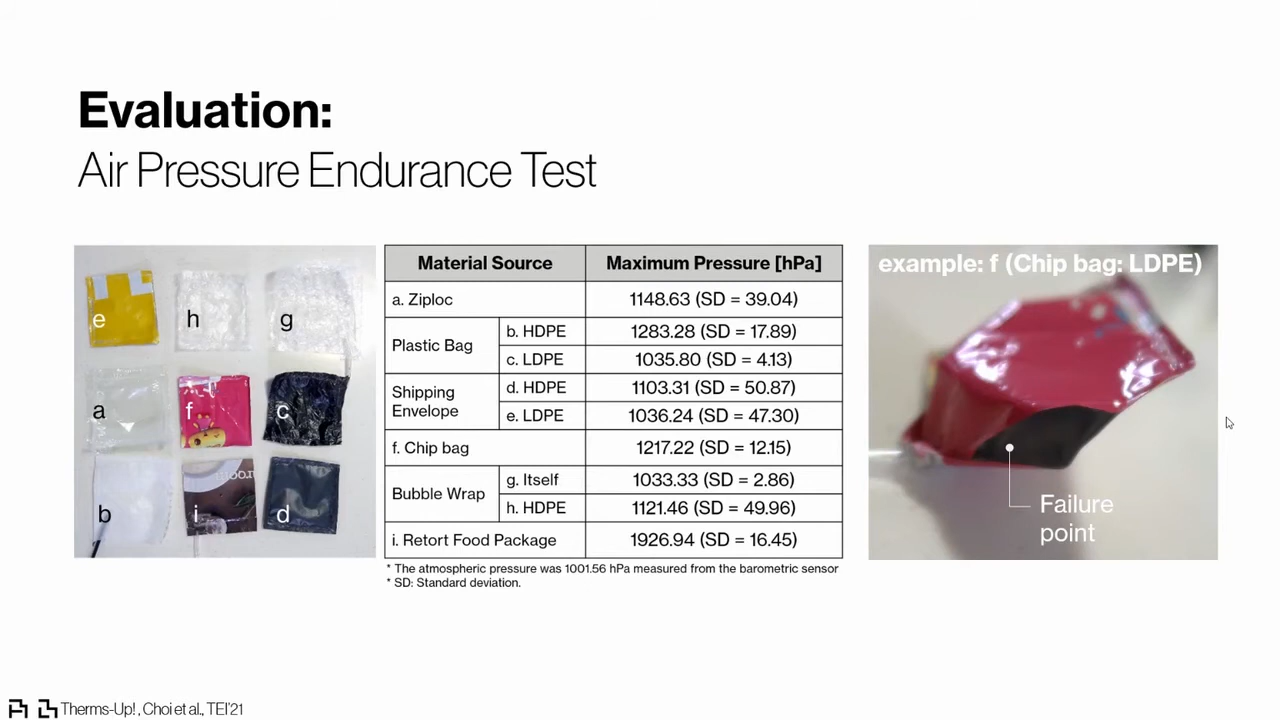 Evaluation:
Air Pressure Endurance Test
e
h
g
a
f
c
b
i
d
Material Source
Maximum Pressure [hPa]
a. Ziploc
1148.63 (SD = 39.04)
Plastic Bag
b. HDPE
1283.28 (SD = 17.89)
c. LDPE
1035.80 (SD = 4.13)
Shipping
Envelope
d. HDPE
1103.31 (SD = 50.87)
e. LDPE
1036.24 (SD = 47.30)
f. Chip bag
1217.22 (SD = 12.15)
Bubble Wrap
g. Itself
1033.33 (SD = 2.86)
h. HDPE
1121.46 (SD = 49.96)
i. Retort Food Package
1926.94 (SD = 16.45)
* The atmospheric pressure was 1001.56 hPa measured from the barometric sensor
* SD: Standard deviation.
example: f (Chip bag: LDPE)
Failure
point
Therms-Up!, Choi et al., TEI'21